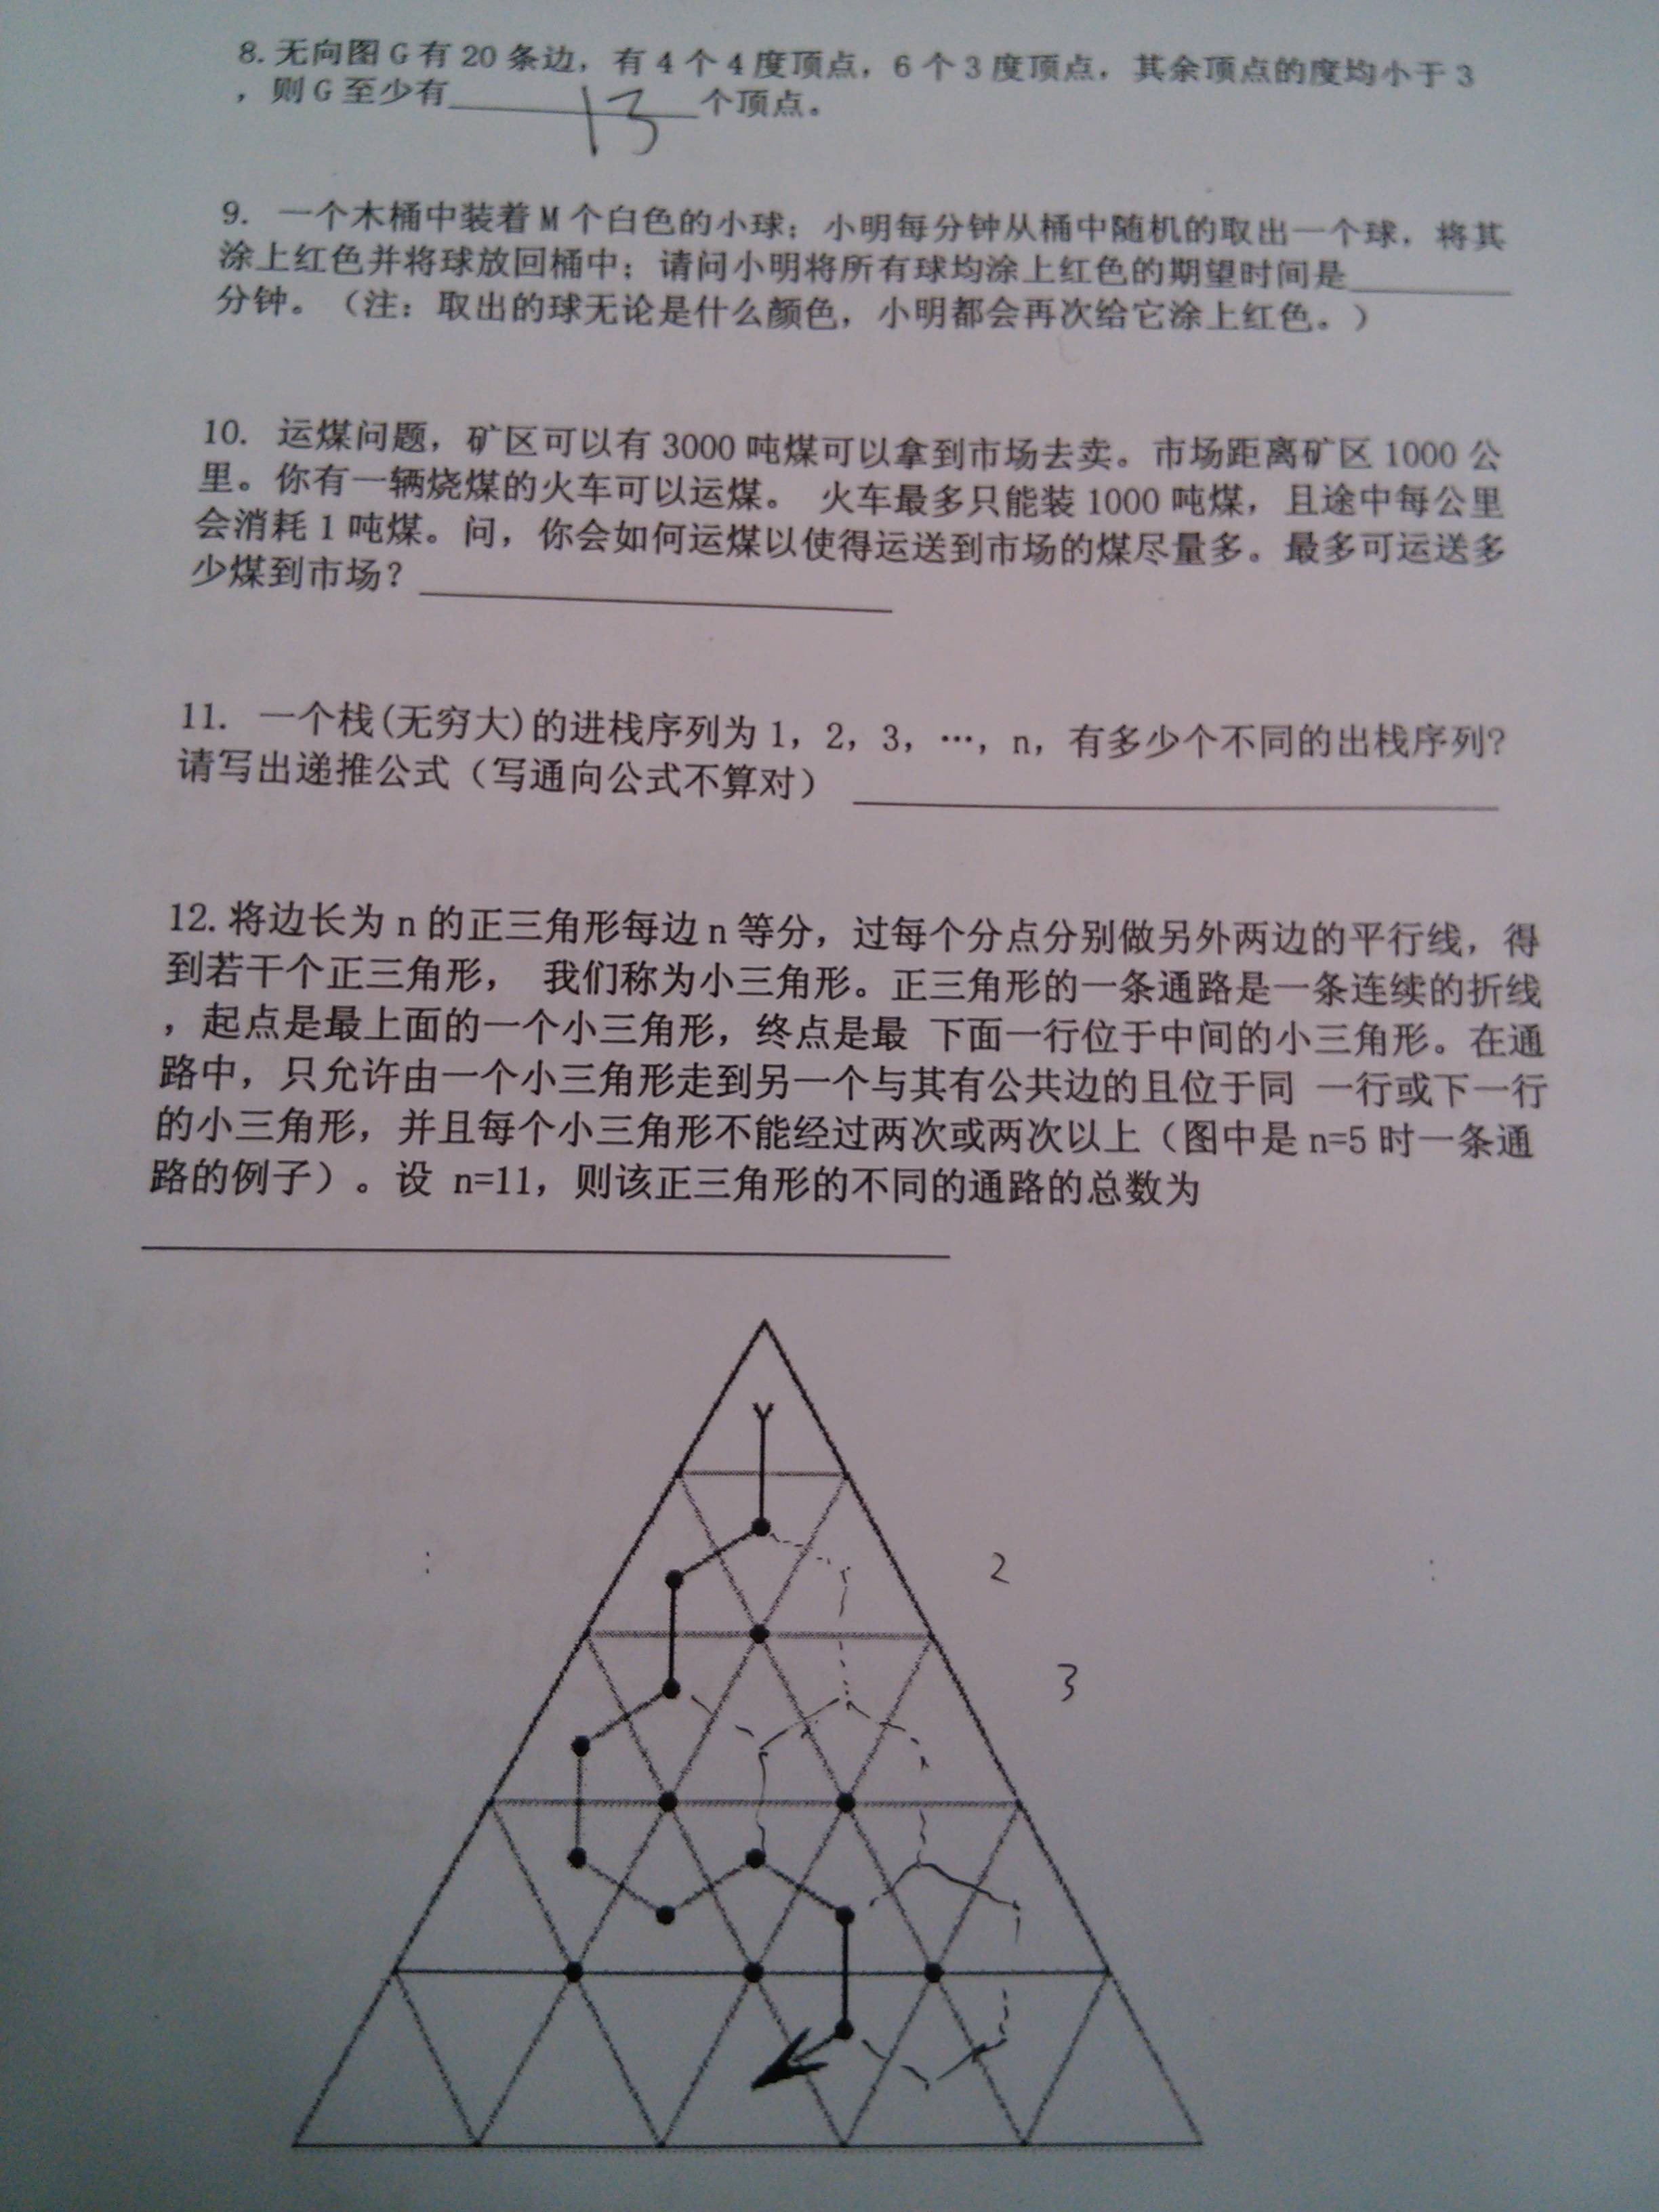 8. 无向图 G 有 20 条边，有 4 个 4 度顶点，6 个 3 度顶点，其余顶点的度均小于 3
，则 G 至少有 13 个顶点。
9. 一个木桶中装着 M 个白色的小球；小明每分钟从桶中随机的取出一个球，将其
涂上红色并将球放回桶中；请问小明将所有球均涂上红色的期望时间是________
分钟。（注：取出的球无论是什么颜色，小明都会再次给它涂上红色。）
10. 运煤问题，矿区可以有 3000 吨煤可以拿到市场去卖。市场距离矿区 1000 公
里。你有一辆烧煤的火车可以运煤。 火车最多只能装 1000 吨煤，且途中每公里
会消耗 1 吨煤。问，你会如何运煤以使得运送到市场的煤尽量多。最多可运送多
少煤到市场？________
11. 一个栈(无穷大)的进栈序列为 1，2，3，…，n，有多少个不同的出栈序列?
请写出递推公式（写通向公式不算对）________
12. 将边长为 n 的正三角形每边 n 等分，过每个分点分别做另外两边的平行线，得
到若干个正三角形， 我们称为小三角形。正三角形的一条通路是一条连续的折线
，起点是最上面的一个小三角形，终点是最 下面一行位于中间的小三角形。在通
路中，只允许由一个小三角形走到另一个与其有公共边的且位于同 一行或下一行
的小三角形，并且每个小三角形不能经过两次或两次以上（图中是 n=5 时一条通
路的例子）。设 n=11，则该正三角形的不同的通路的总数为
2
3